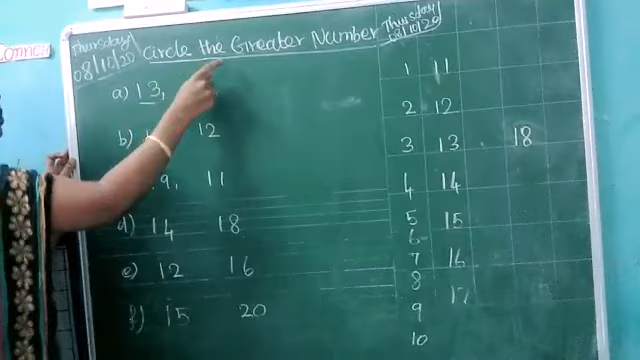 Connect
Thursday
08/10/20
Circle the Greater Number
a) 13,
b) 12
9, 11
d) 14 18
e) 12 16
f) 15 20
Thursday
08/10/20
1 11
2 12
3 13 18
4 14
5 15
6
7 16
8
17
9
10